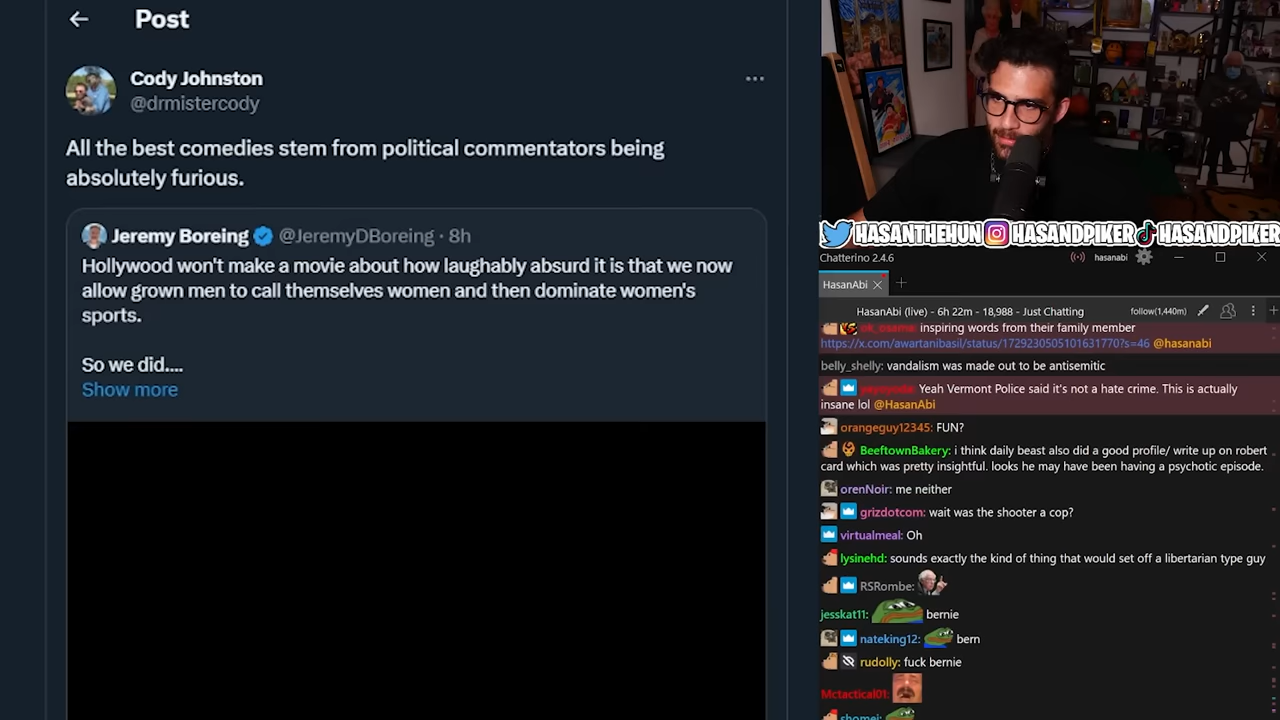 Post
Cody Johnston
@drmistercody
All the best comedies stem from political commentators being
absolutely furious.
Jeremy Boreing @JeremyDBoreing · 8h
Hollywood won't make a movie about how laughably absurd it is that we now
allow grown men to call themselves women and then dominate women's
sports.
So we did....
Show more
HASANTHEHUN HASANDPIKER HASANDPIKER
Chatterino 2.4.6
hasanabi
HasanAbi
HasanAbi (live) - 6h 22m - 18,988 - Just Chatting
follow(1,440m)
ok_osama: inspiring words from their family member
https://x.com/awartanibasil/status/1729230505101631770?s=46 @hasanabi
belly_shelly: vandalism was made out to be antisemitic
Yeah Vermont Police said it's not a hate crime. This is actually
insane lol @HasanAbi
orangeguy12345: FUN?
BeeftownBakery: i think daily beast also did a good profile/ write up on robert
card which was pretty insightful. looks he may have been having a psychotic episode.
orenNoir: me neither
grizdotcom: wait was the shooter a cop?
virtualmeal: Oh
lysinehd: sounds exactly the kind of thing that would set off a libertarian type guy
RSRombe:
jesskat11: bernie
nateking12: bern
rudolly: fuck bernie
Mctactical01:
shomei: